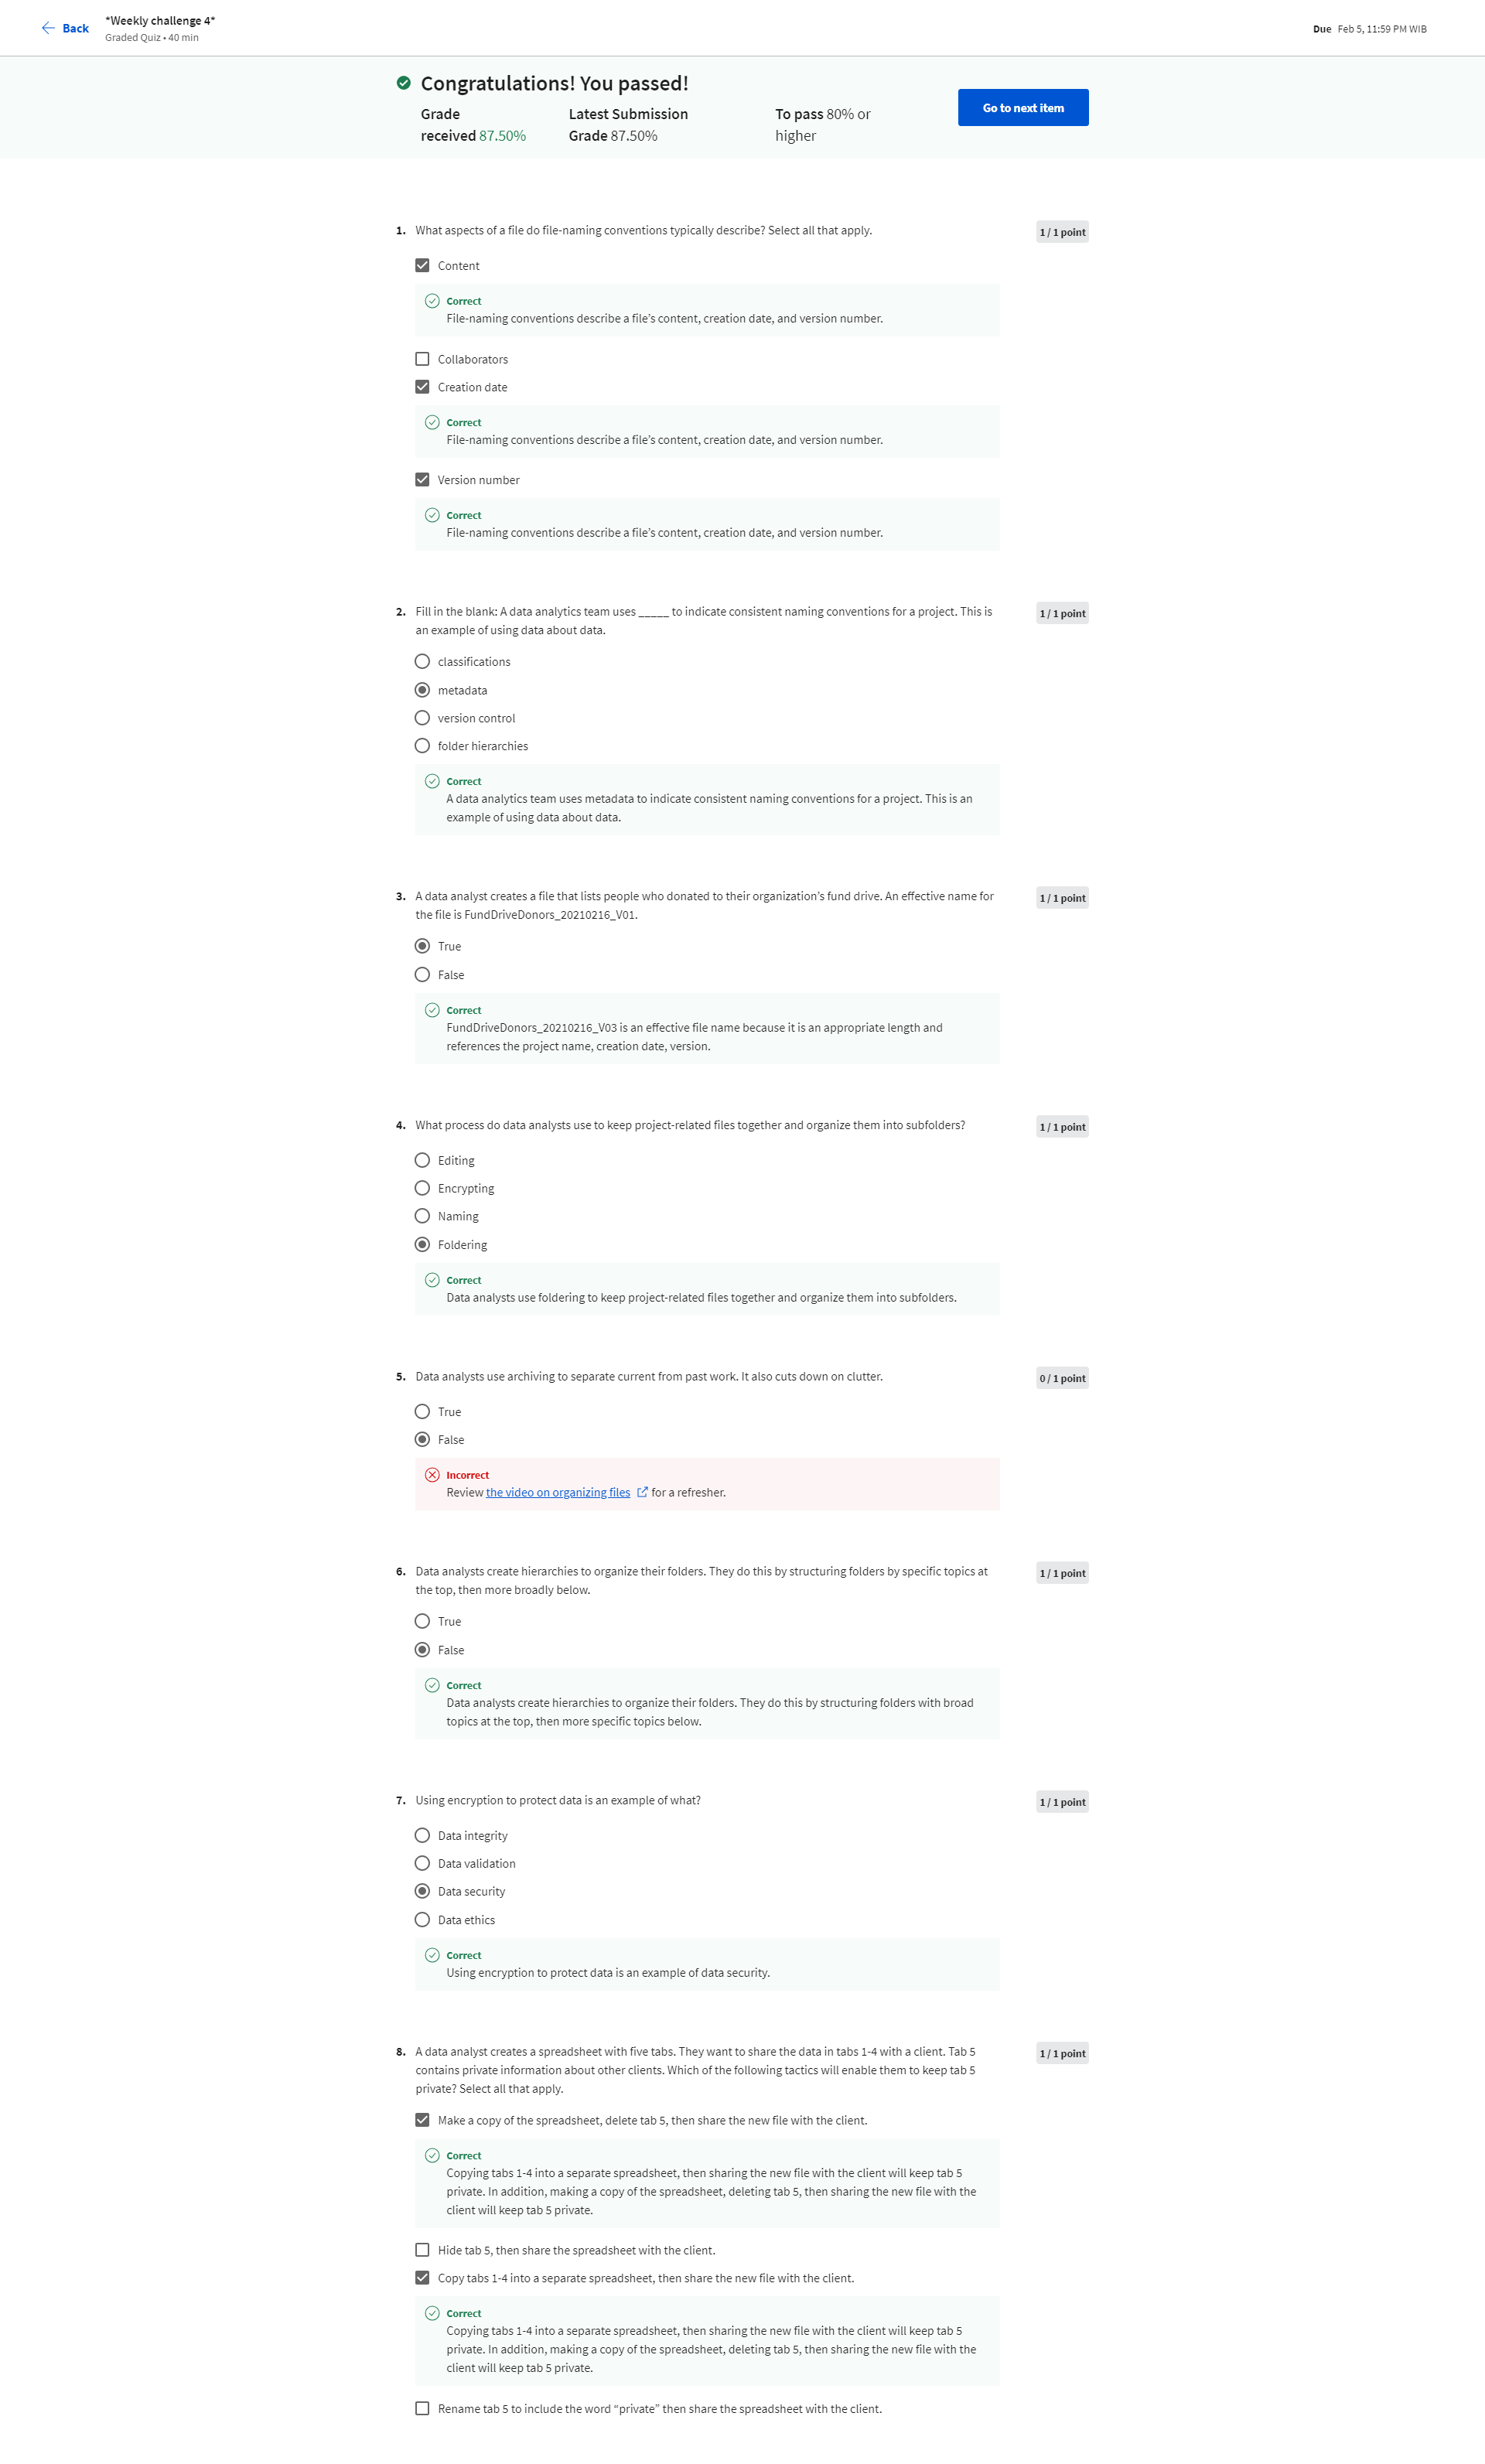 Back
*Weekly challenge 4*
Graded Quiz • 40 min
Due Feb 5, 11:59 PM WIB
Congratulations! You passed!
Grade
received 87.50%
Latest Submission
Grade 87.50%
To pass 80% or
higher
Go to next item
1. What aspects of a file do file-naming conventions typically describe? Select all that apply.
1 / 1 point
Content
Correct
File-naming conventions describe a file’s content, creation date, and version number.
Collaborators
Creation date
Correct
File-naming conventions describe a file’s content, creation date, and version number.
Version number
Correct
File-naming conventions describe a file’s content, creation date, and version number.
2. Fill in the blank: A data analytics team uses _____ to indicate consistent naming conventions for a project. This is
an example of using data about data.
1 / 1 point
classifications
metadata
version control
folder hierarchies
Correct
A data analytics team uses metadata to indicate consistent naming conventions for a project. This is an
example of using data about data.
3. A data analyst creates a file that lists people who donated to their organization’s fund drive. An effective name for
the file is FundDriveDonors_20210216_V01.
1 / 1 point
True
False
Correct
FundDriveDonors_20210216_V03 is an effective file name because it is an appropriate length and
references the project name, creation date, version.
4. What process do data analysts use to keep project-related files together and organize them into subfolders?
1 / 1 point
Editing
Encrypting
Naming
Foldering
Correct
Data analysts use foldering to keep project-related files together and organize them into subfolders.
5. Data analysts use archiving to separate current from past work. It also cuts down on clutter.
0 / 1 point
True
False
Incorrect
Review the video on organizing files for a refresher.
6. Data analysts create hierarchies to organize their folders. They do this by structuring folders by specific topics at
the top, then more broadly below.
1 / 1 point
True
False
Correct
Data analysts create hierarchies to organize their folders. They do this by structuring folders with broad
topics at the top, then more specific topics below.
7. Using encryption to protect data is an example of what?
1 / 1 point
Data integrity
Data validation
Data security
Data ethics
Correct
Using encryption to protect data is an example of data security.
8. A data analyst creates a spreadsheet with five tabs. They want to share the data in tabs 1-4 with a client. Tab 5
contains private information about other clients. Which of the following tactics will enable them to keep tab 5
private? Select all that apply.
1 / 1 point
Make a copy of the spreadsheet, delete tab 5, then share the new file with the client.
Correct
Copying tabs 1-4 into a separate spreadsheet, then sharing the new file with the client will keep tab 5
private. In addition, making a copy of the spreadsheet, deleting tab 5, then sharing the new file with the
client will keep tab 5 private.
Hide tab 5, then share the spreadsheet with the client.
Copy tabs 1-4 into a separate spreadsheet, then share the new file with the client.
Correct
Copying tabs 1-4 into a separate spreadsheet, then sharing the new file with the client will keep tab 5
private. In addition, making a copy of the spreadsheet, deleting tab 5, then sharing the new file with the
client will keep tab 5 private.
Rename tab 5 to include the word “private” then share the spreadsheet with the client.